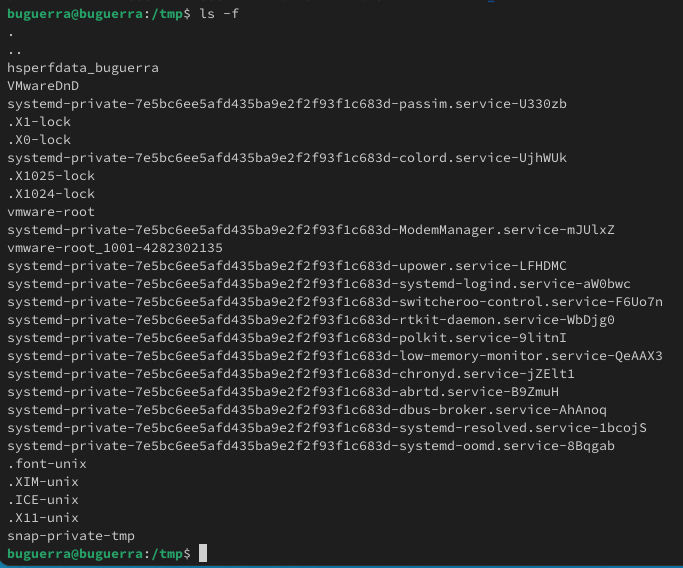 buguerra@buguerra:/tmp$ ls -f
.
..
hsperfdata_buguerra
VMwareDnD
systemd-private-7e5bc6ee5afd435ba9e2f2f93f1c683d-passim.service-U330zb
.X1-lock
.X0-lock
systemd-private-7e5bc6ee5afd435ba9e2f2f93f1c683d-colord.service-UjhWUk
.X1025-lock
.X1024-lock
vmware-root
systemd-private-7e5bc6ee5afd435ba9e2f2f93f1c683d-ModemManager.service-mJUlxZ
vmware-root_1001-4282302135
systemd-private-7e5bc6ee5afd435ba9e2f2f93f1c683d-upower.service-LFHDMC
systemd-private-7e5bc6ee5afd435ba9e2f2f93f1c683d-systemd-logind.service-aW0bwc
systemd-private-7e5bc6ee5afd435ba9e2f2f93f1c683d-switcheroo-control.service-F6Uo7n
systemd-private-7e5bc6ee5afd435ba9e2f2f93f1c683d-rtkit-daemon.service-WbDjg0
systemd-private-7e5bc6ee5afd435ba9e2f2f93f1c683d-polkit.service-9litnI
systemd-private-7e5bc6ee5afd435ba9e2f2f93f1c683d-low-memory-monitor.service-QeAAX3
systemd-private-7e5bc6ee5afd435ba9e2f2f93f1c683d-chronyd.service-jZElt1
systemd-private-7e5bc6ee5afd435ba9e2f2f93f1c683d-abrtd.service-B9ZmuH
systemd-private-7e5bc6ee5afd435ba9e2f2f93f1c683d-dbus-broker.service-AhAnoq
systemd-private-7e5bc6ee5afd435ba9e2f2f93f1c683d-systemd-resolved.service-1bcojS
systemd-private-7e5bc6ee5afd435ba9e2f2f93f1c683d-systemd-oomd.service-8Bqgab
.font-unix
.XIM-unix
.ICE-unix
.X11-unix
snap-private-tmp
buguerra@buguerra:/tmp$